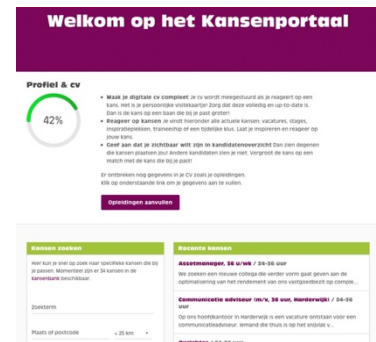 Welkom op het Kansenportaal
Profiel & cv
42%
Maak je digitale cv compleet Je cv wordt meegestuurd als je reageert op een
kans. Het is je persoonlijke visitekaartje! Zorg dat deze volledig en up-to-date is.
Dan is de kans op een baan die bij je past groter!
Reageer op kansen Je vindt hieronder alle actuele kansen: vacatures, stages,
inspiratieplekken, traineeship of een tijdelijke klus. Laat je inspireren en reageer op
jouw kans.
Geef aan dat je zichtbaar wilt zijn in kandidatenoverzicht Dan zien degenen
die kansen plaatsen jou! Andere kandidaten zien je niet. Vergroot de kans op een
match met de kans die bij je past!
Er ontbreken nog gegevens in je CV zoals je opleidingen.
Klik op onderstaande link om je gegevens aan te vullen.
Opleidingen aanvullen
Kansen zoeken
Hier kun je snel op zoek naar specifieke kansen die bij
je passen. Momenteel zijn er 34 kansen in de
kansenbank beschikbaar.
Zoekterm
Plaats of postcode
< 25 km
Recente kansen
Assetmanager, 36 u/wk / 24-36
uur
We zoeken een nieuwe collega die verder vorm gaat geven aan de
optimalisering van het rendement van ons vastgoedbezit op comple...
Communicatie adviseur (m/v, 36 uur, Harderwijk) / 24-36
uur
Op ons hoofdkantoor in Harderwijk is een vacature ontstaan voor een
communicatieadviseur. Iemand die thuis is op het snijvlak v...